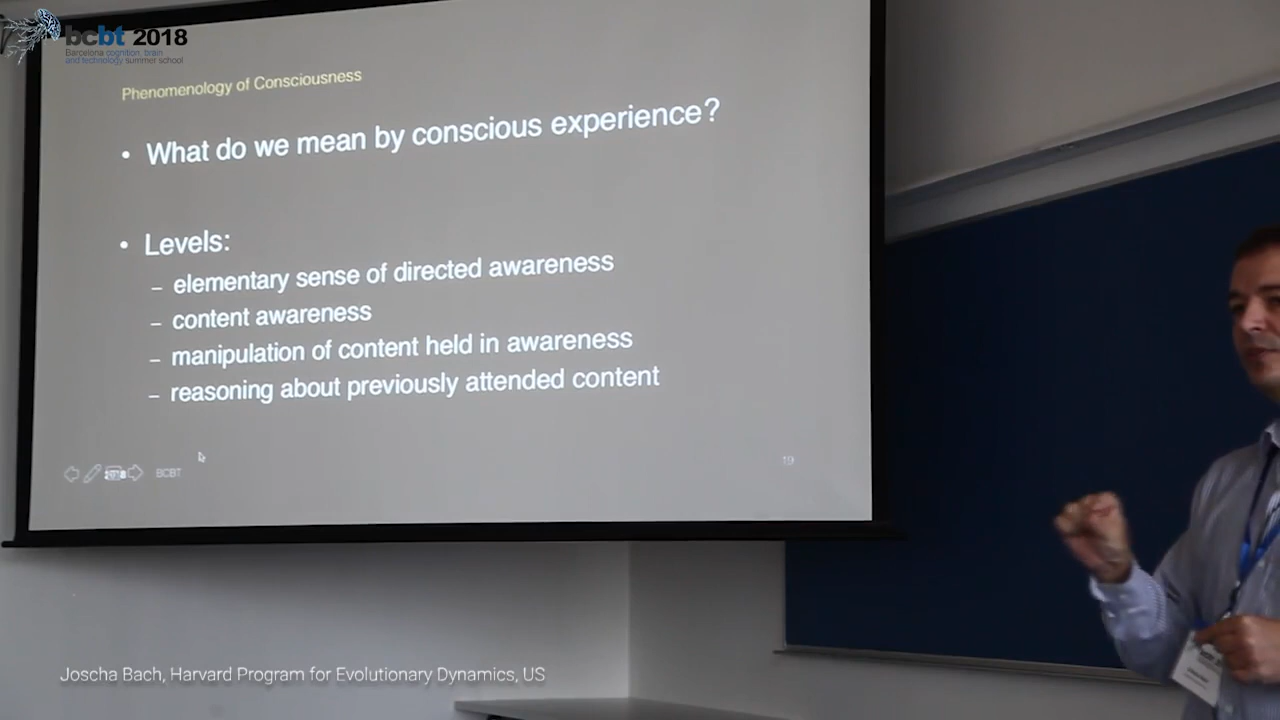 bcbt 2018
Barcelona cognition, brain
and technology summer school
Phenomenology of Consciousness
• What do we mean by conscious experience?
• Levels:
– elementary sense of directed awareness
– content awareness
– manipulation of content held in awareness
– reasoning about previously attended content
2018 BCBT 19
Joscha Bach, Harvard Program for Evolutionary Dynamics, US